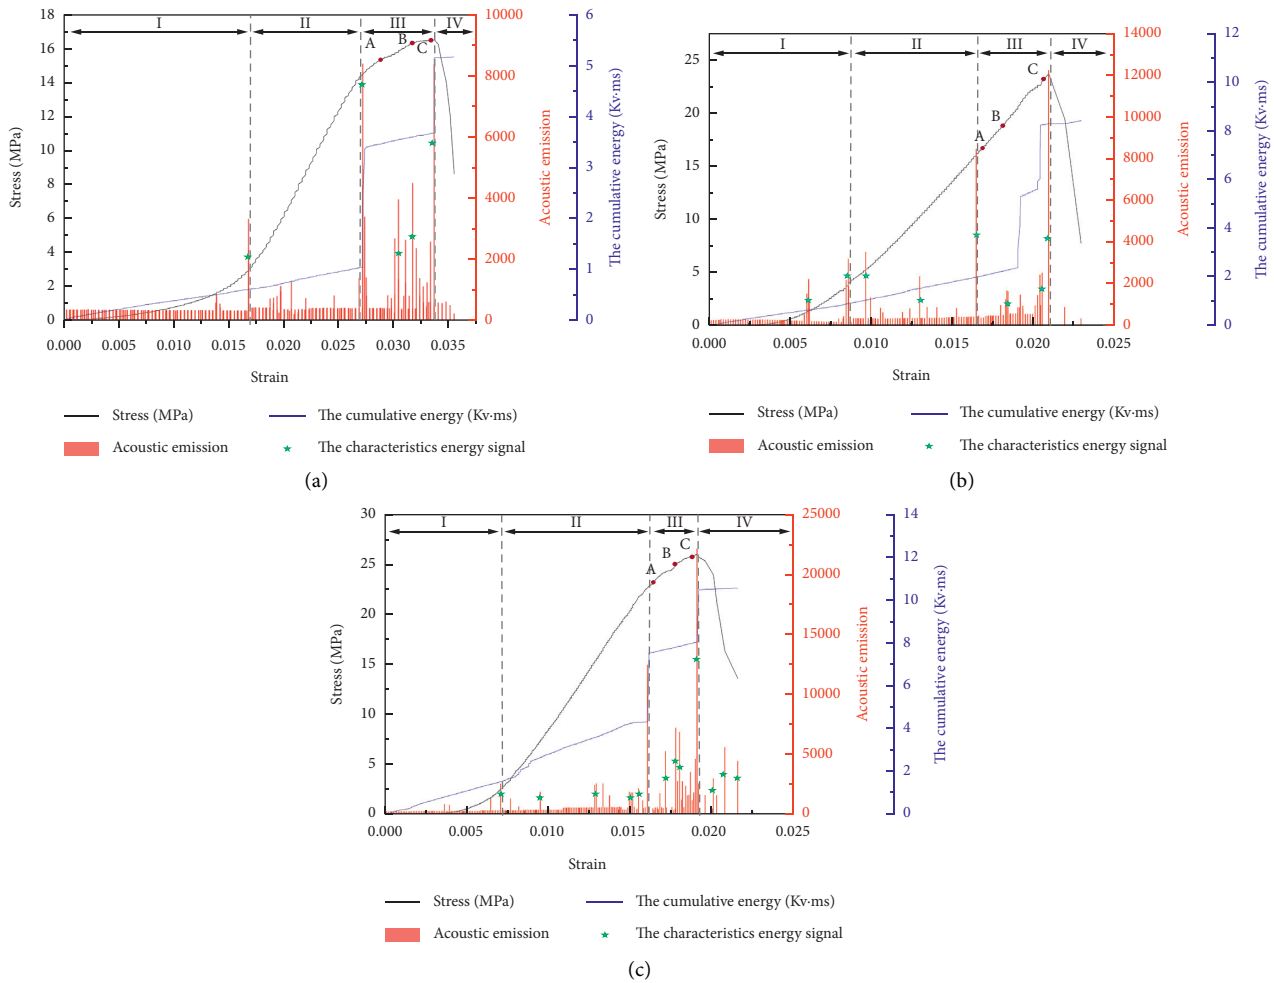 I II III IV
A B C
18
16
14
12
10
8
6
4
2
0
Stress (MPa)
0.000 0.005 0.010 0.015 0.020 0.025 0.030 0.035
Strain
10000
8000
6000
4000
2000
0
Acoustic emission
6
5
4
3
2
1
0
The cumulative energy (Kv·ms)
Stress (MPa) The cumulative energy (Kv·ms)
Acoustic emission The characteristics energy signal
(a)
I II III IV
A B C
25
20
15
10
5
0
Stress (MPa)
0.000 0.005 0.010 0.015 0.020 0.025
Strain
14000
12000
10000
8000
6000
4000
2000
0
Acoustic emission
12
10
8
6
4
2
0
The cumulative energy (Kv·ms)
Stress (MPa) The cumulative energy (Kv·ms)
Acoustic emission The characteristics energy signal
(b)
I II III IV
A B C
30
25
20
15
10
5
0
Stress (MPa)
0.000 0.005 0.010 0.015 0.020 0.025
Strain
25000
20000
15000
10000
5000
0
Acoustic emission
14
12
10
8
6
4
2
0
The cumulative energy (Kv·ms)
Stress (MPa) The cumulative energy (Kv·ms)
Acoustic emission The characteristics energy signal
(c)